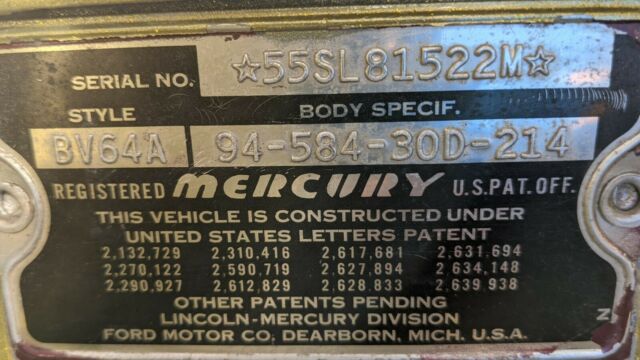 SERIAL NO. ☆55SL81522M☆
STYLE BODY SPECIF.
BV64A 94-584-30D-214
REGISTERED MERCURY U.S. PAT. OFF.
THIS VEHICLE IS CONSTRUCTED UNDER
UNITED STATES LETTERS PATENT
2,132,729 2,310,416 2,617,681 2,631,694
2,270,122 2,590,719 2,627,894 2,634,148
2,290,927 2,612,829 2,628,833 2,639,938
OTHER PATENTS PENDING
LINCOLN-MERCURY DIVISION
FORD MOTOR CO. DEARBORN, MICH. U.S.A.
Z